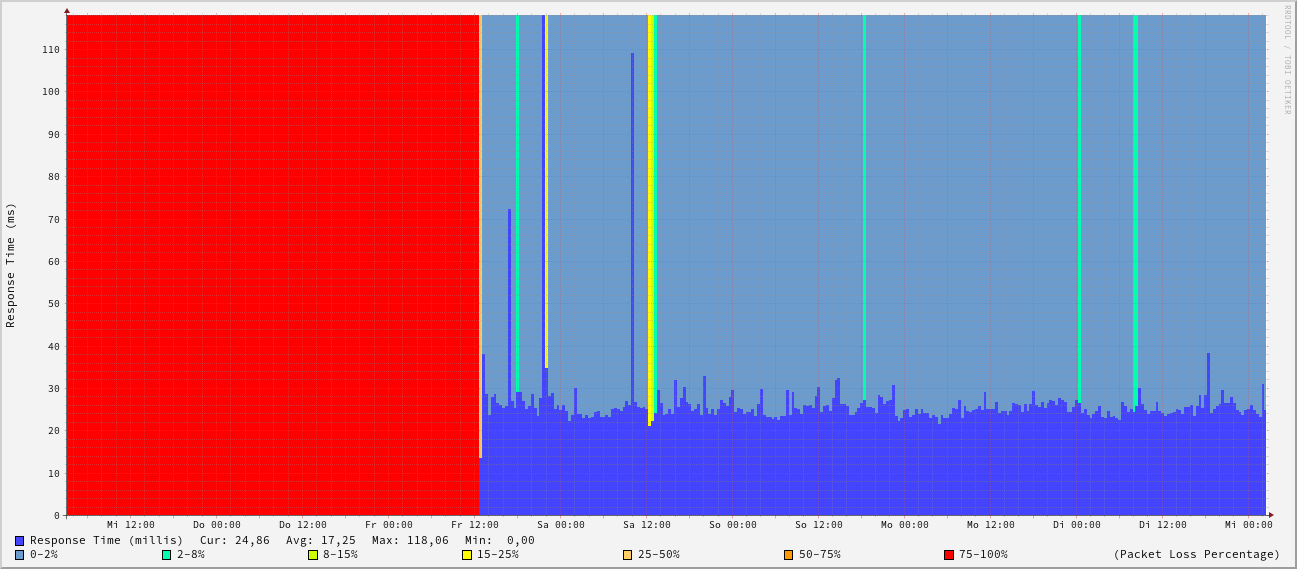 RRDTOOL / TOBI OETIKER
Response Time (ms)
110
100
90
80
70
60
50
40
30
20
10
0
Mi 12:00 Do 00:00 Do 12:00 Fr 00:00 Fr 12:00 Sa 00:00 Sa 12:00 So 00:00 So 12:00 Mo 00:00 Mo 12:00 Di 00:00 Di 12:00 Mi 00:00
Response Time (millis) Cur: 24,86 Avg: 17,25 Max: 118,06 Min: 0,00
0-2% 2-8% 8-15% 15-25% 25-50% 50-75% 75-100% (Packet Loss Percentage)